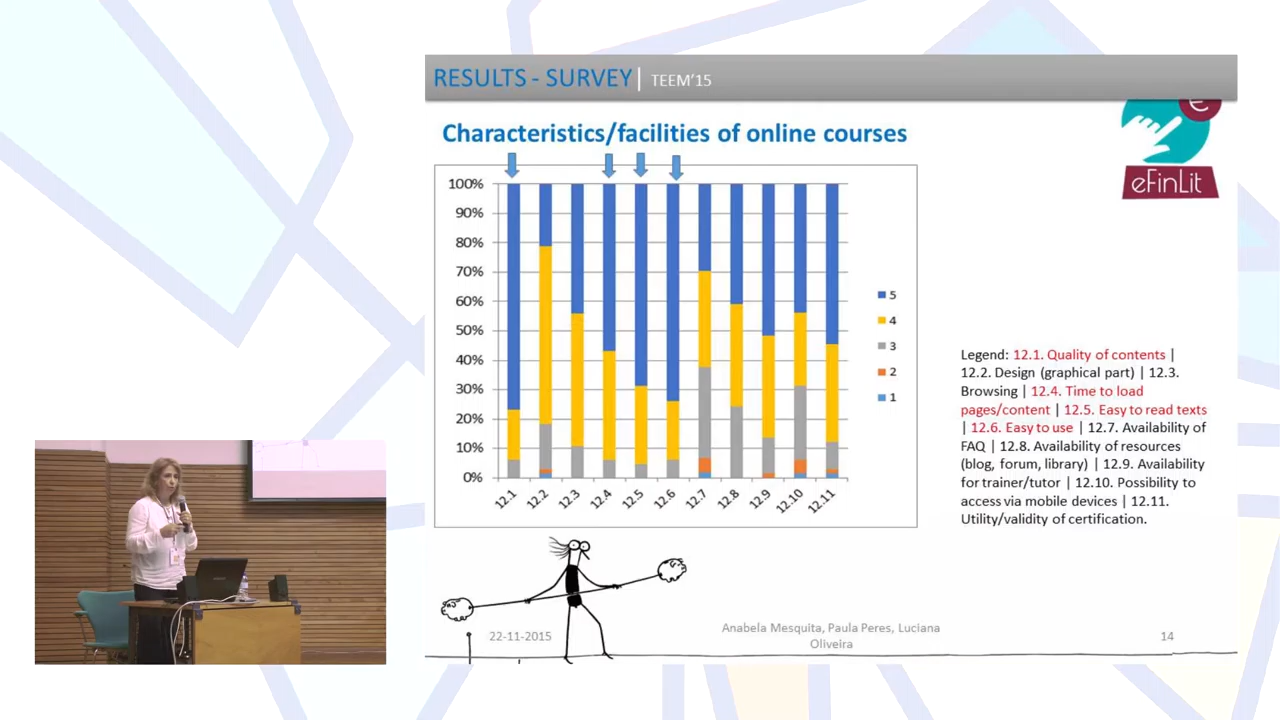 RESULTS - SURVEY| TEEM'15
Characteristics/facilities of online courses
e
eFinLit
100%
90%
80%
70%
60%
50%
40%
30%
20%
10%
0%
12.1 12.2 12.3 12.4 12.5 12.6 12.7 12.8 12.9 12.10 12.11
5
4
3
2
1
Legend: 12.1. Quality of contents |
12.2. Design (graphical part) | 12.3.
Browsing | 12.4. Time to load
pages/content | 12.5. Easy to read texts
| 12.6. Easy to use | 12.7. Availability of
FAQ | 12.8. Availability of resources
(blog, forum, library) | 12.9. Availability
for trainer/tutor | 12.10. Possibility to
access via mobile devices | 12.11.
Utility/validity of certification.
22-11-2015
Anabela Mesquita, Paula Peres, Luciana
Oliveira
14